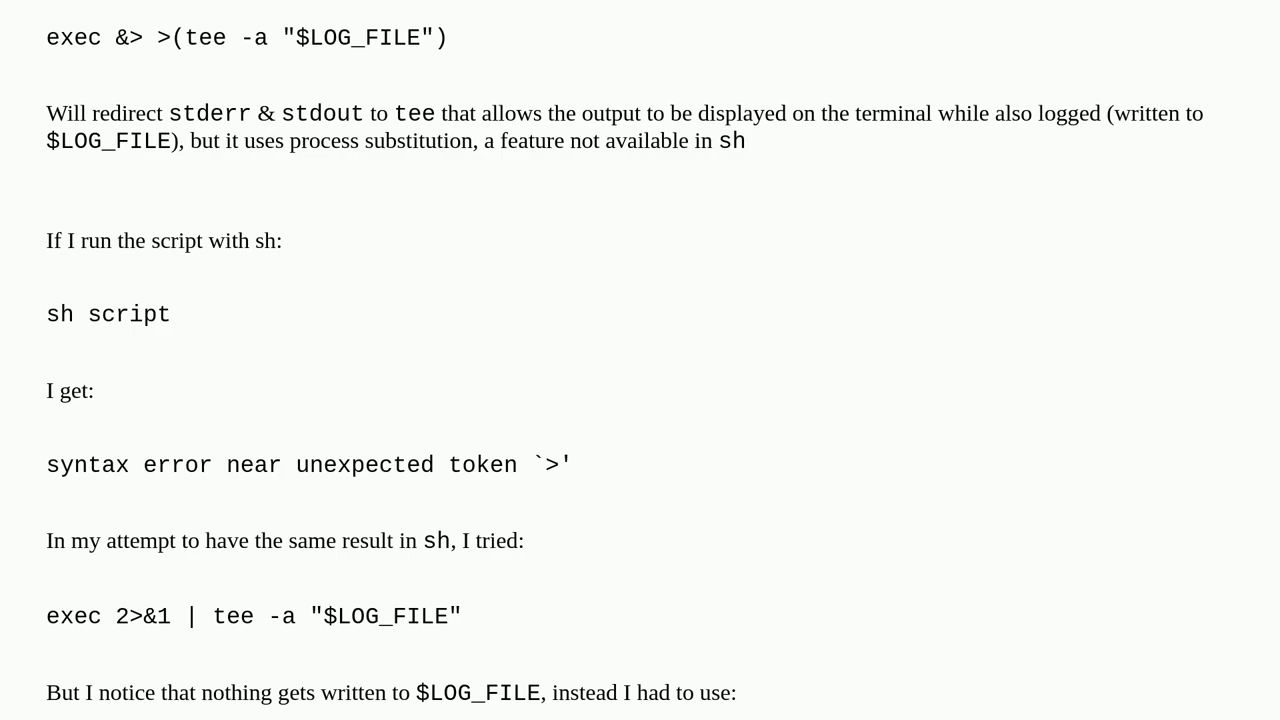 exec &> >(tee -a "$LOG_FILE")
Will redirect stderr & stdout to tee that allows the output to be displayed on the terminal while also logged (written to
$LOG_FILE), but it uses process substitution, a feature not available in sh
If I run the script with sh:
sh script
I get:
syntax error near unexpected token `>'
In my attempt to have the same result in sh, I tried:
exec 2>&1 | tee -a "$LOG_FILE"
But I notice that nothing gets written to $LOG_FILE, instead I had to use: